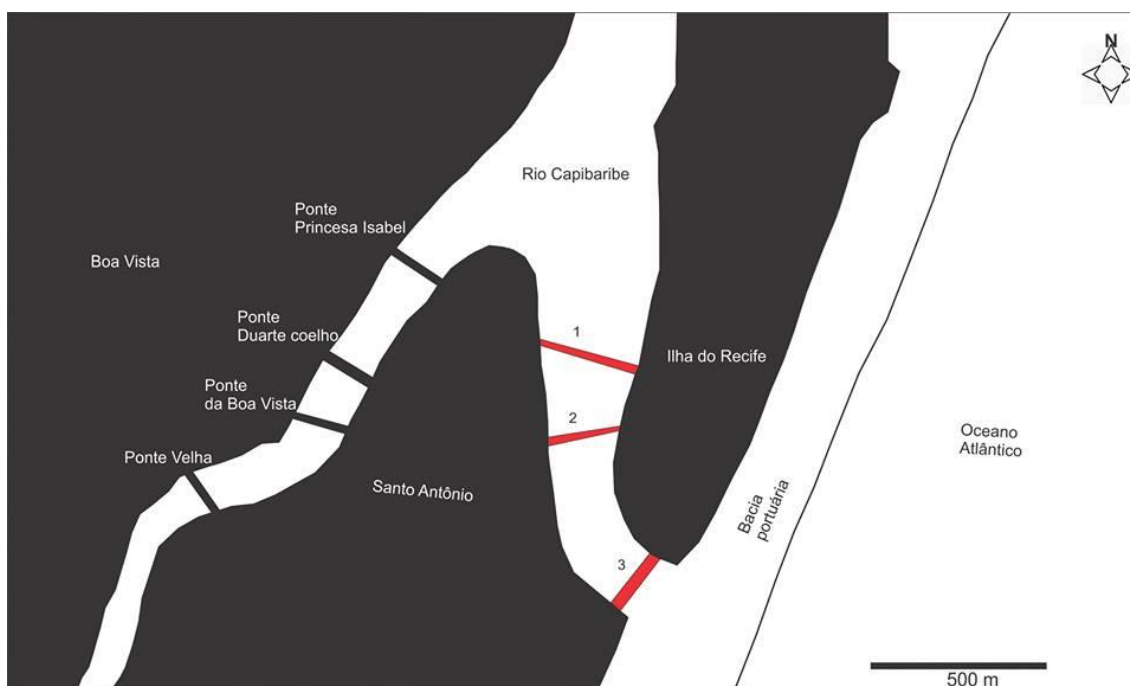 N
Rio Capibaribe
Ponte
Princesa Isabel
Boa Vista
Ponte
Duarte coelho
1
Ilha do Recife
Ponte
da Boa Vista
2
Oceano
Atlântico
Ponte Velha
Santo Antônio
Bacia
portuária
3
500 m